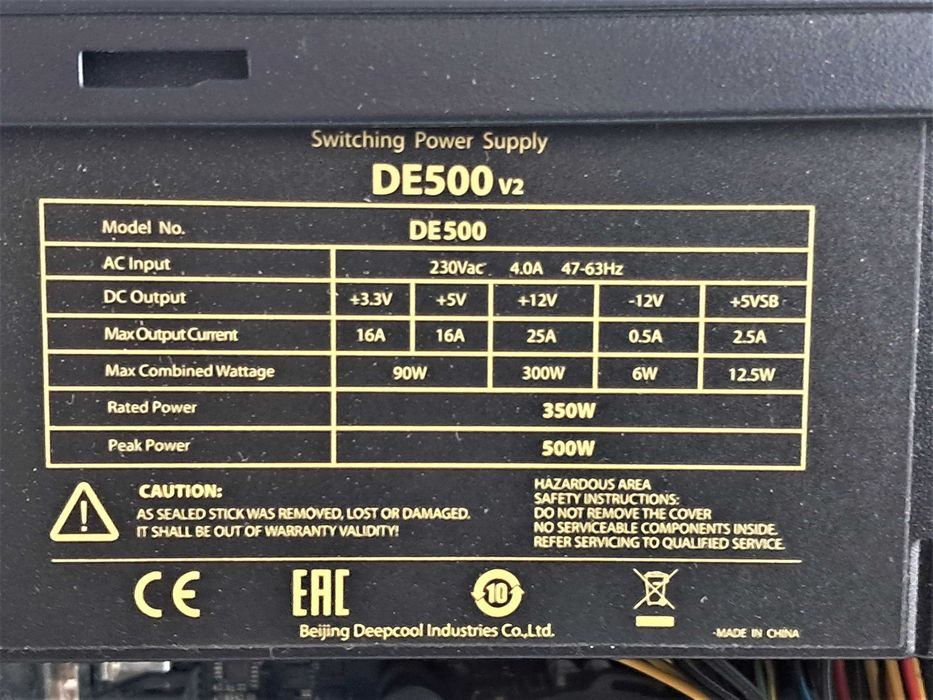 Switching Power Supply
DE500 V2
Model No. DE500
AC Input 230Vac 4.0A 47-63Hz
DC Output +3.3V +5V +12V -12V +5VSB
Max Output Current 16A 16A 25A 0.5A 2.5A
Max Combined Wattage 90W 300W 6W 12.5W
Rated Power 350W
Peak Power 500W
CAUTION:
AS SEALED STICK WAS REMOVED, LOST OR DAMAGED.
IT SHALL BE OUT OF WARRANTY VALIDITY!
HAZARDOUS AREA
SAFETY INSTRUCTIONS:
DO NOT REMOVE THE COVER
NO SERVICEABLE COMPONENTS INSIDE.
REFER SERVICING TO QUALIFIED SERVICE.
CE EAC 10
Beijing Deepcool Industries Co.,Ltd.
MADE IN CHINA